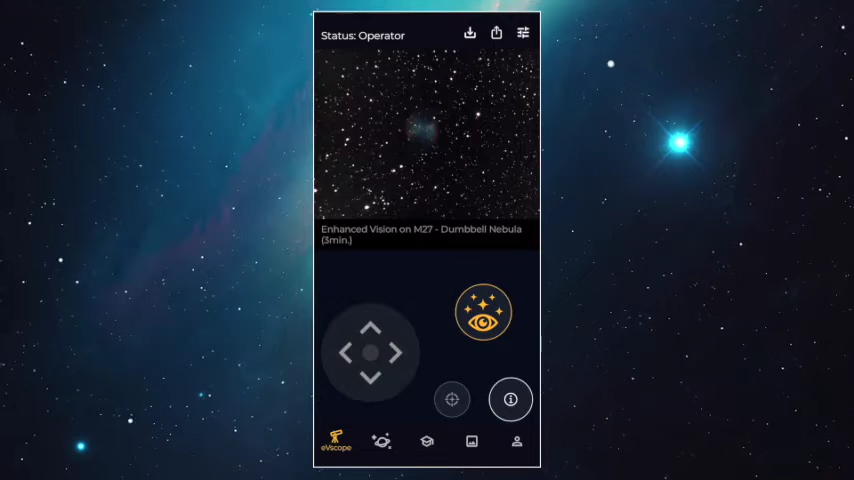 Status: Operator
Enhanced Vision on M27 - Dumbbell Nebula
(3min.)
eVscope